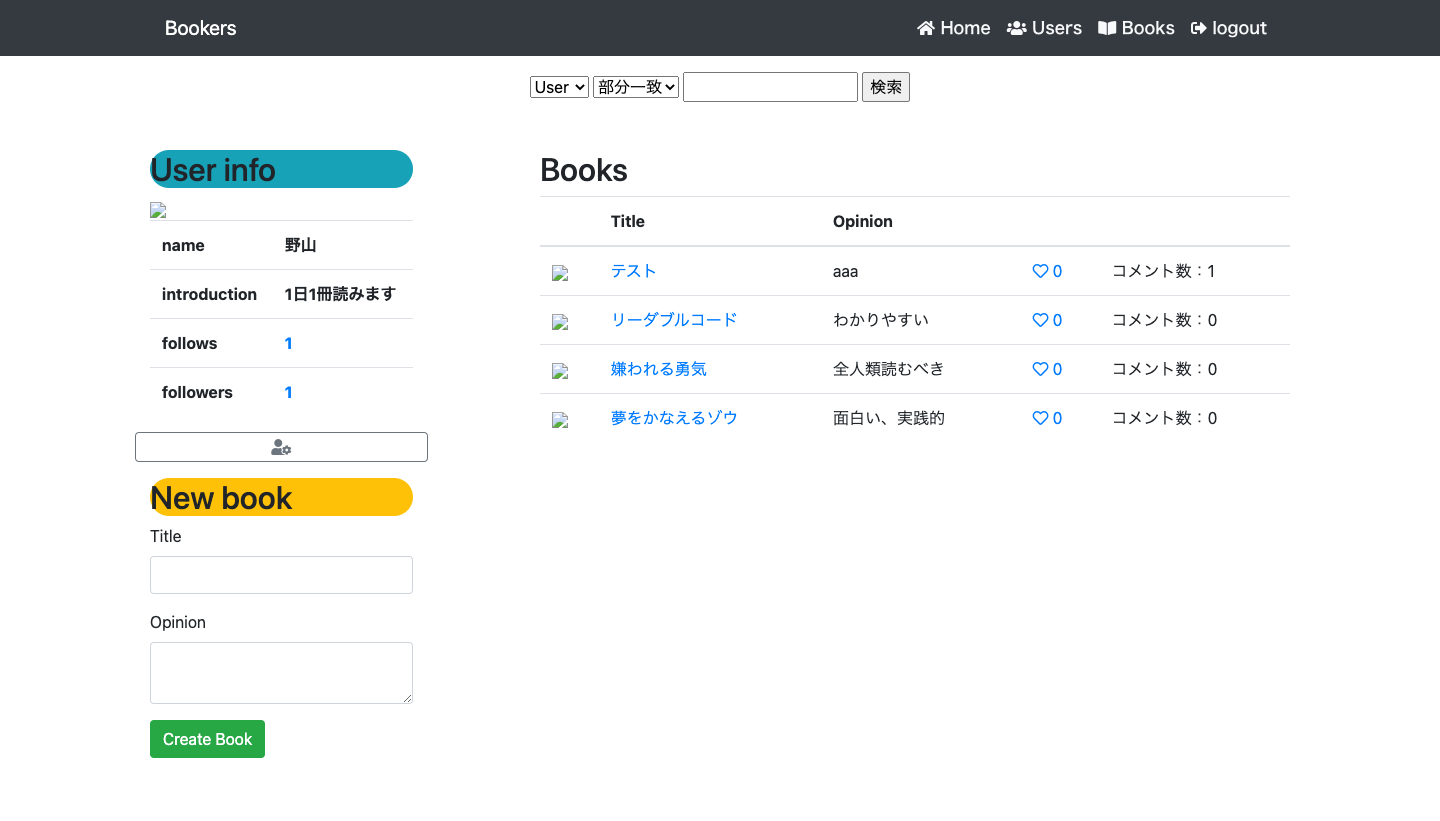 Bookers Home Users Books logout
User 部分一致 検索
User info
name 野山
introduction 1日1冊読みます
follows 1
followers 1
New book
Title
Opinion
Create Book
Books
Title Opinion
テスト aaa 0 コメント数：1
リーダブルコード わかりやすい 0 コメント数：0
嫌われる勇気 全人類読むべき 0 コメント数：0
夢をかなえるゾウ 面白い、実践的 0 コメント数：0